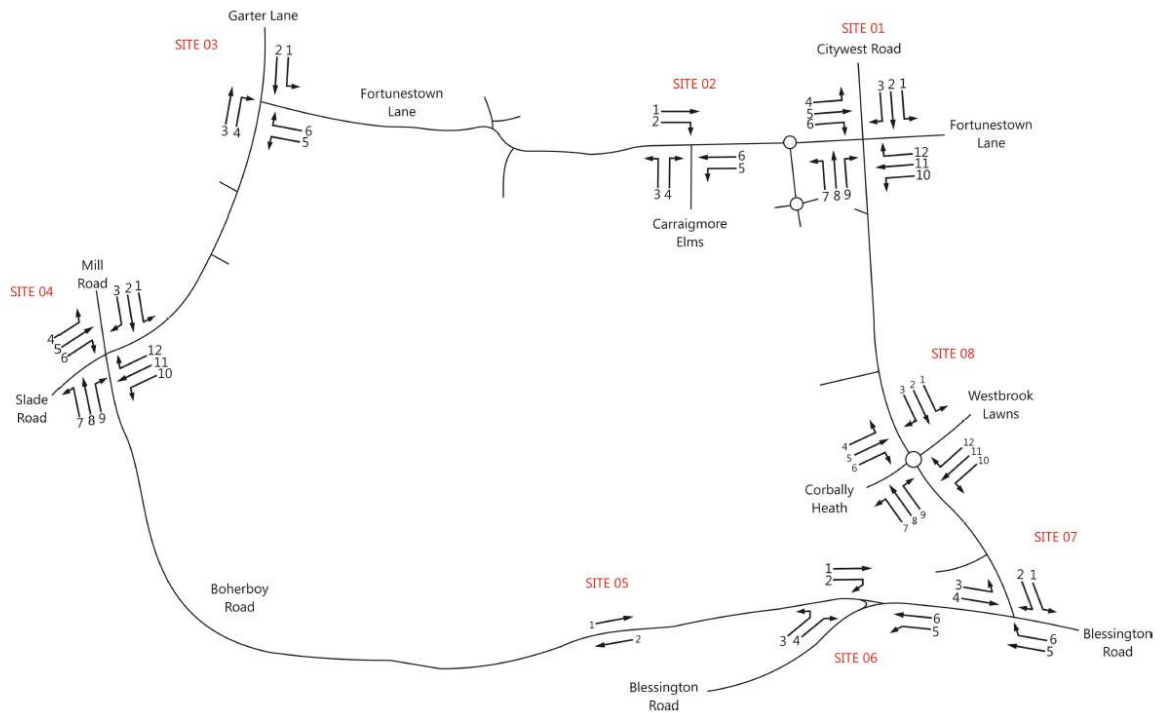 Garter Lane
SITE 03
2 1
3
4
6
5
Fortunestown
Lane
SITE 02
1
2
6
5
3 4
Carraigmore
Elms
SITE 01
Citywest Road
4
5
6
3 2 1
Fortunestown
Lane
12
11
10
7 8 9
Mill
Road
SITE 04
3 2 1
4
5
6
12
11
10
7 8 9
Slade
Road
SITE 08
3 2 1
Westbrook
Lawns
4
5
6
12
11
10
Corbally
Heath
7 8 9
SITE 07
3
4
2 1
6
5
Blessington
Road
Boherboy
Road
SITE 05
1
2
1
2
3 4
6
5
SITE 06
Blessington
Road